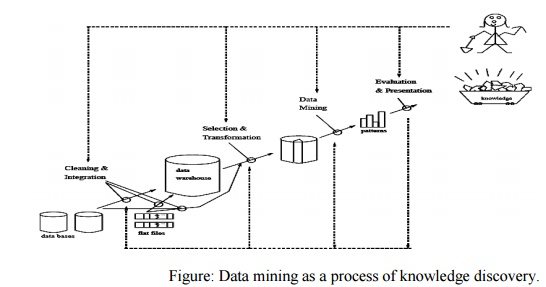 Evaluation
& Presentation
knowledge
Data
Mining
patterns
Selection &
Transformation
Cleaning &
Integration
data
warehouse
data bases
flat files
Figure: Data mining as a process of knowledge discovery.